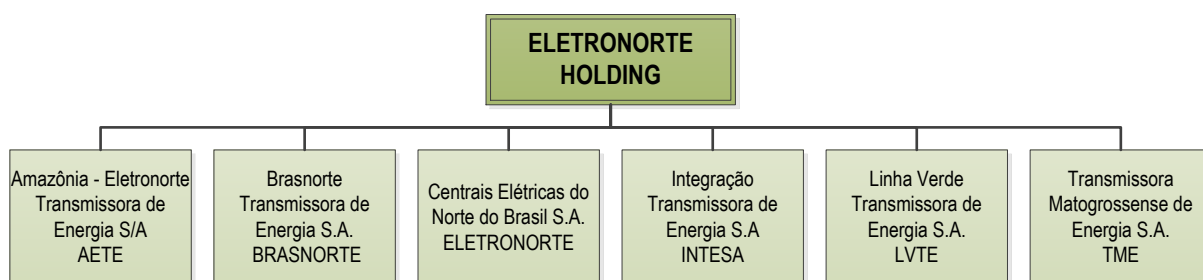 ELETRONORTE
HOLDING
Amazônia - Eletronorte
Transmissora de
Energia S/A
AETE
Brasnorte
Transmissora de
Energia S.A.
BRASNORTE
Centrais Elétricas do
Norte do Brasil S.A.
ELETRONORTE
Integração
Transmissora de
Energia S.A
INTESA
Linha Verde
Transmissora de
Energia S.A.
LVTE
Transmissora
Matogrossense de
Energia S.A.
TME